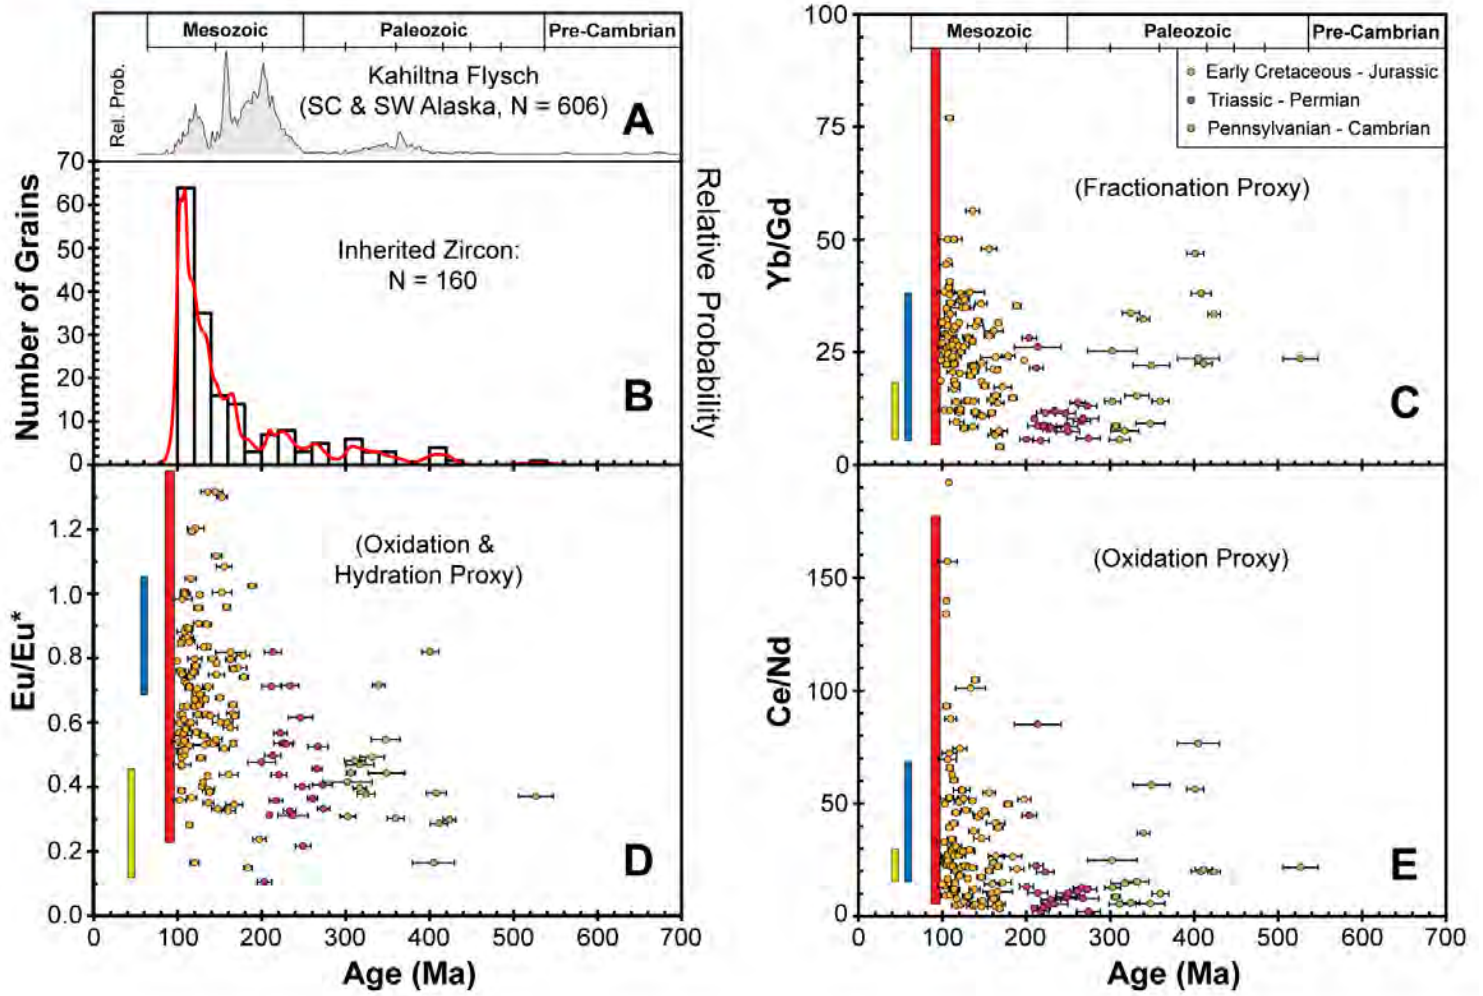 Mesozoic Paleozoic Pre-Cambrian
Rel. Prob.
Kahiltna Flysch
(SC & SW Alaska, N = 606)
A
Number of Grains
70
60
50
40
30
20
10
0
Inherited Zircon:
N = 160
B
Relative Probability
Eu/Eu*
1.2
1.0
0.8
0.6
0.4
0.2
0.0
(Oxidation &
Hydration Proxy)
D
0 100 200 300 400 500 600 700
Age (Ma)
Mesozoic Paleozoic Pre-Cambrian
Early Cretaceous - Jurassic
Triassic - Permian
Pennsylvanian - Cambrian
Yb/Gd
100
75
50
25
0
(Fractionation Proxy)
C
Ce/Nd
150
100
50
0
(Oxidation Proxy)
E
0 100 200 300 400 500 600 700
Age (Ma)